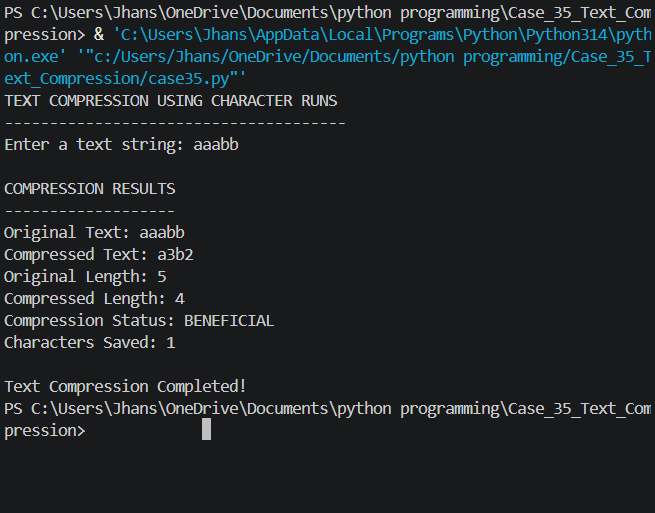 PS C:\Users\Jhans\OneDrive\Documents\python programming\Case_35_Text_Com
pression> & 'C:\Users\Jhans\AppData\Local\Programs\Python\Python314\pyth
on.exe' '"c:/Users/Jhans/OneDrive/Documents/python programming/Case_35_T
ext_Compression/case35.py"'
TEXT COMPRESSION USING CHARACTER RUNS
--------------------------------------
Enter a text string: aaabb

COMPRESSION RESULTS
-------------------
Original Text: aaabb
Compressed Text: a3b2
Original Length: 5
Compressed Length: 4
Compression Status: BENEFICIAL
Characters Saved: 1

Text Compression Completed!
PS C:\Users\Jhans\OneDrive\Documents\python programming\Case_35_Text_Com
pression>